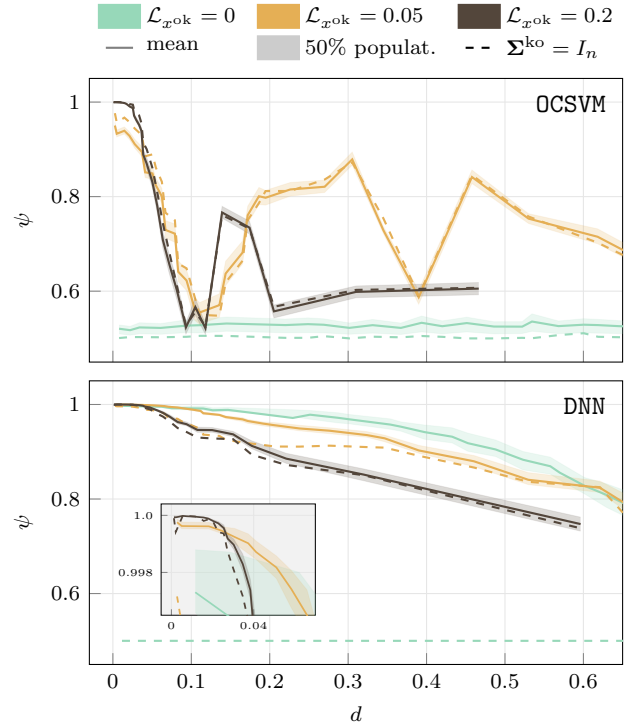 ℒ_{x^{ok}} = 0 ℒ_{x^{ok}} = 0.05 ℒ_{x^{ok}} = 0.2
mean 50% populat. Σ^{ko} = I_n
OCSVM
1
0.8
0.6
ψ
DNN
1
0.8
0.6
ψ
1.0
0.998
0 0.04
0 0.1 0.2 0.3 0.4 0.5 0.6
d